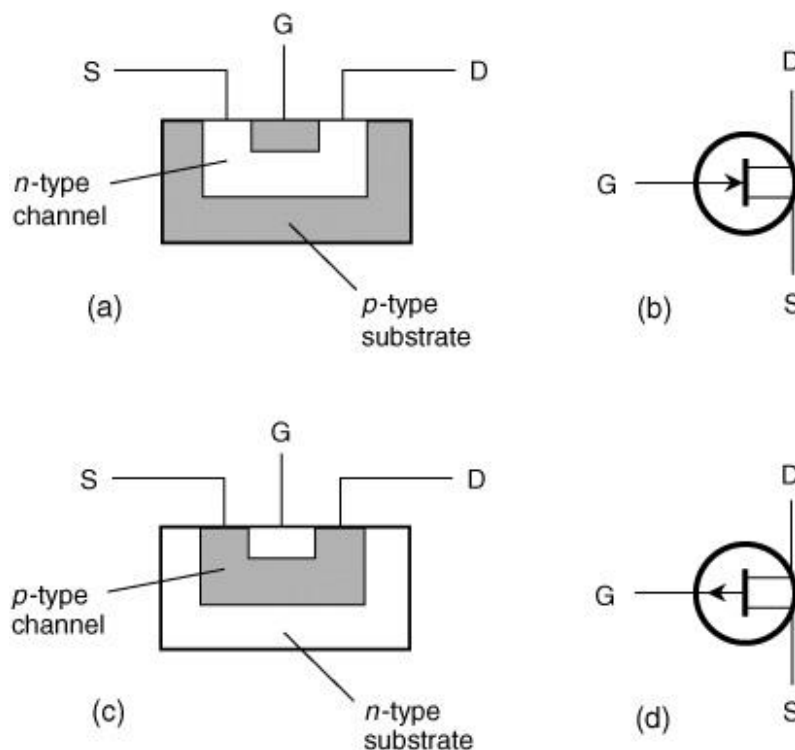 G
S
D
n-type
channel
p-type
substrate
(a)
D
G
S
(b)
G
S
D
p-type
channel
n-type
substrate
(c)
D
G
S
(d)